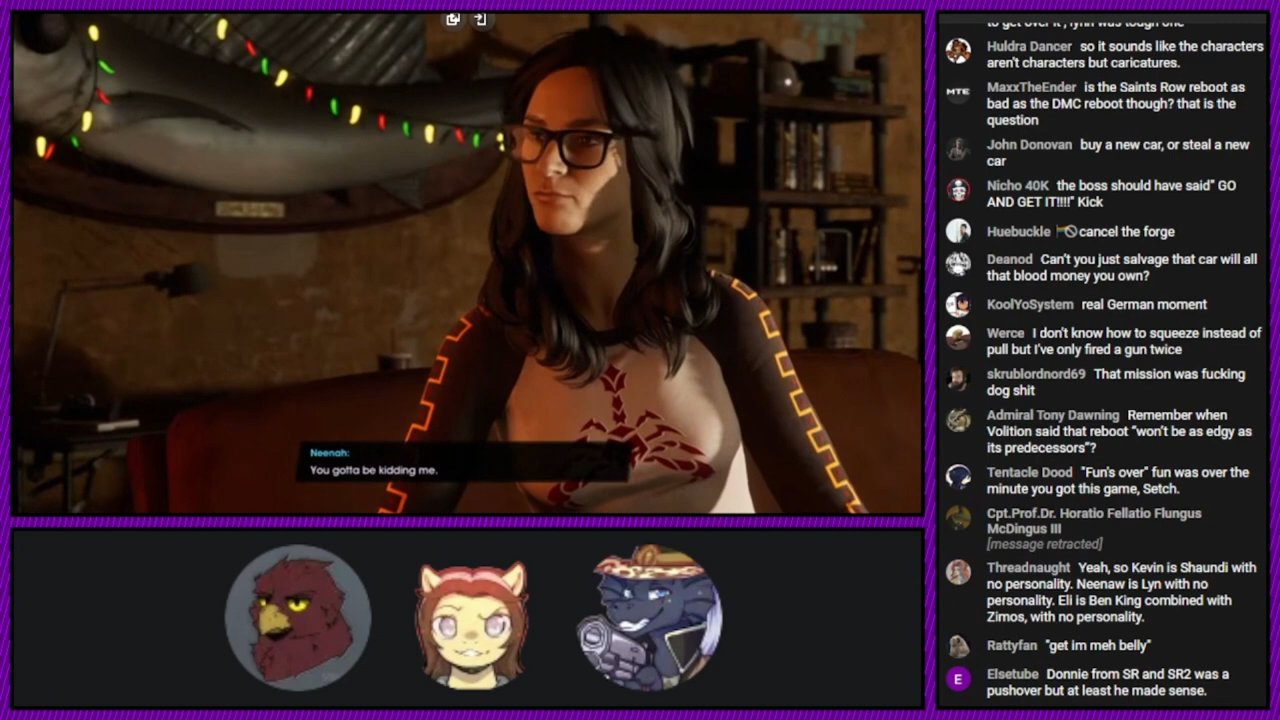 Neenah:
You gotta be kidding me.
to get over it , lynn was tough one
Huldra Dancer so it sounds like the characters
aren't characters but caricatures.
MTE
MaxxTheEnder is the Saints Row reboot as
bad as the DMC reboot though? that is the
question
John Donovan buy a new car, or steal a new
car
Nicho 40K the boss should have said" GO
AND GET IT!!!!" Kick
Huebuckle cancel the forge
Deanod Can't you just salvage that car will all
that blood money you own?
KoolYoSystem real German moment
Werce I don't know how to squeeze instead of
pull but I've only fired a gun twice
skrublordnord69 That mission was fucking
dog shit
Admiral Tony Dawning Remember when
Volition said that reboot "won't be as edgy as
its predecessors"?
Tentacle Dood "Fun's over" fun was over the
minute you got this game, Setch.
Cpt.Prof.Dr. Horatio Fellatio Flungus
McDingus III
[message retracted]
Threadnaught Yeah, so Kevin is Shaundi with
no personality. Neenaw is Lyn with no
personality. Eli is Ben King combined with
Zimos, with no personality.
Rattyfan "get im meh belly"
E
Elsetube Donnie from SR and SR2 was a
pushover but at least he made sense.